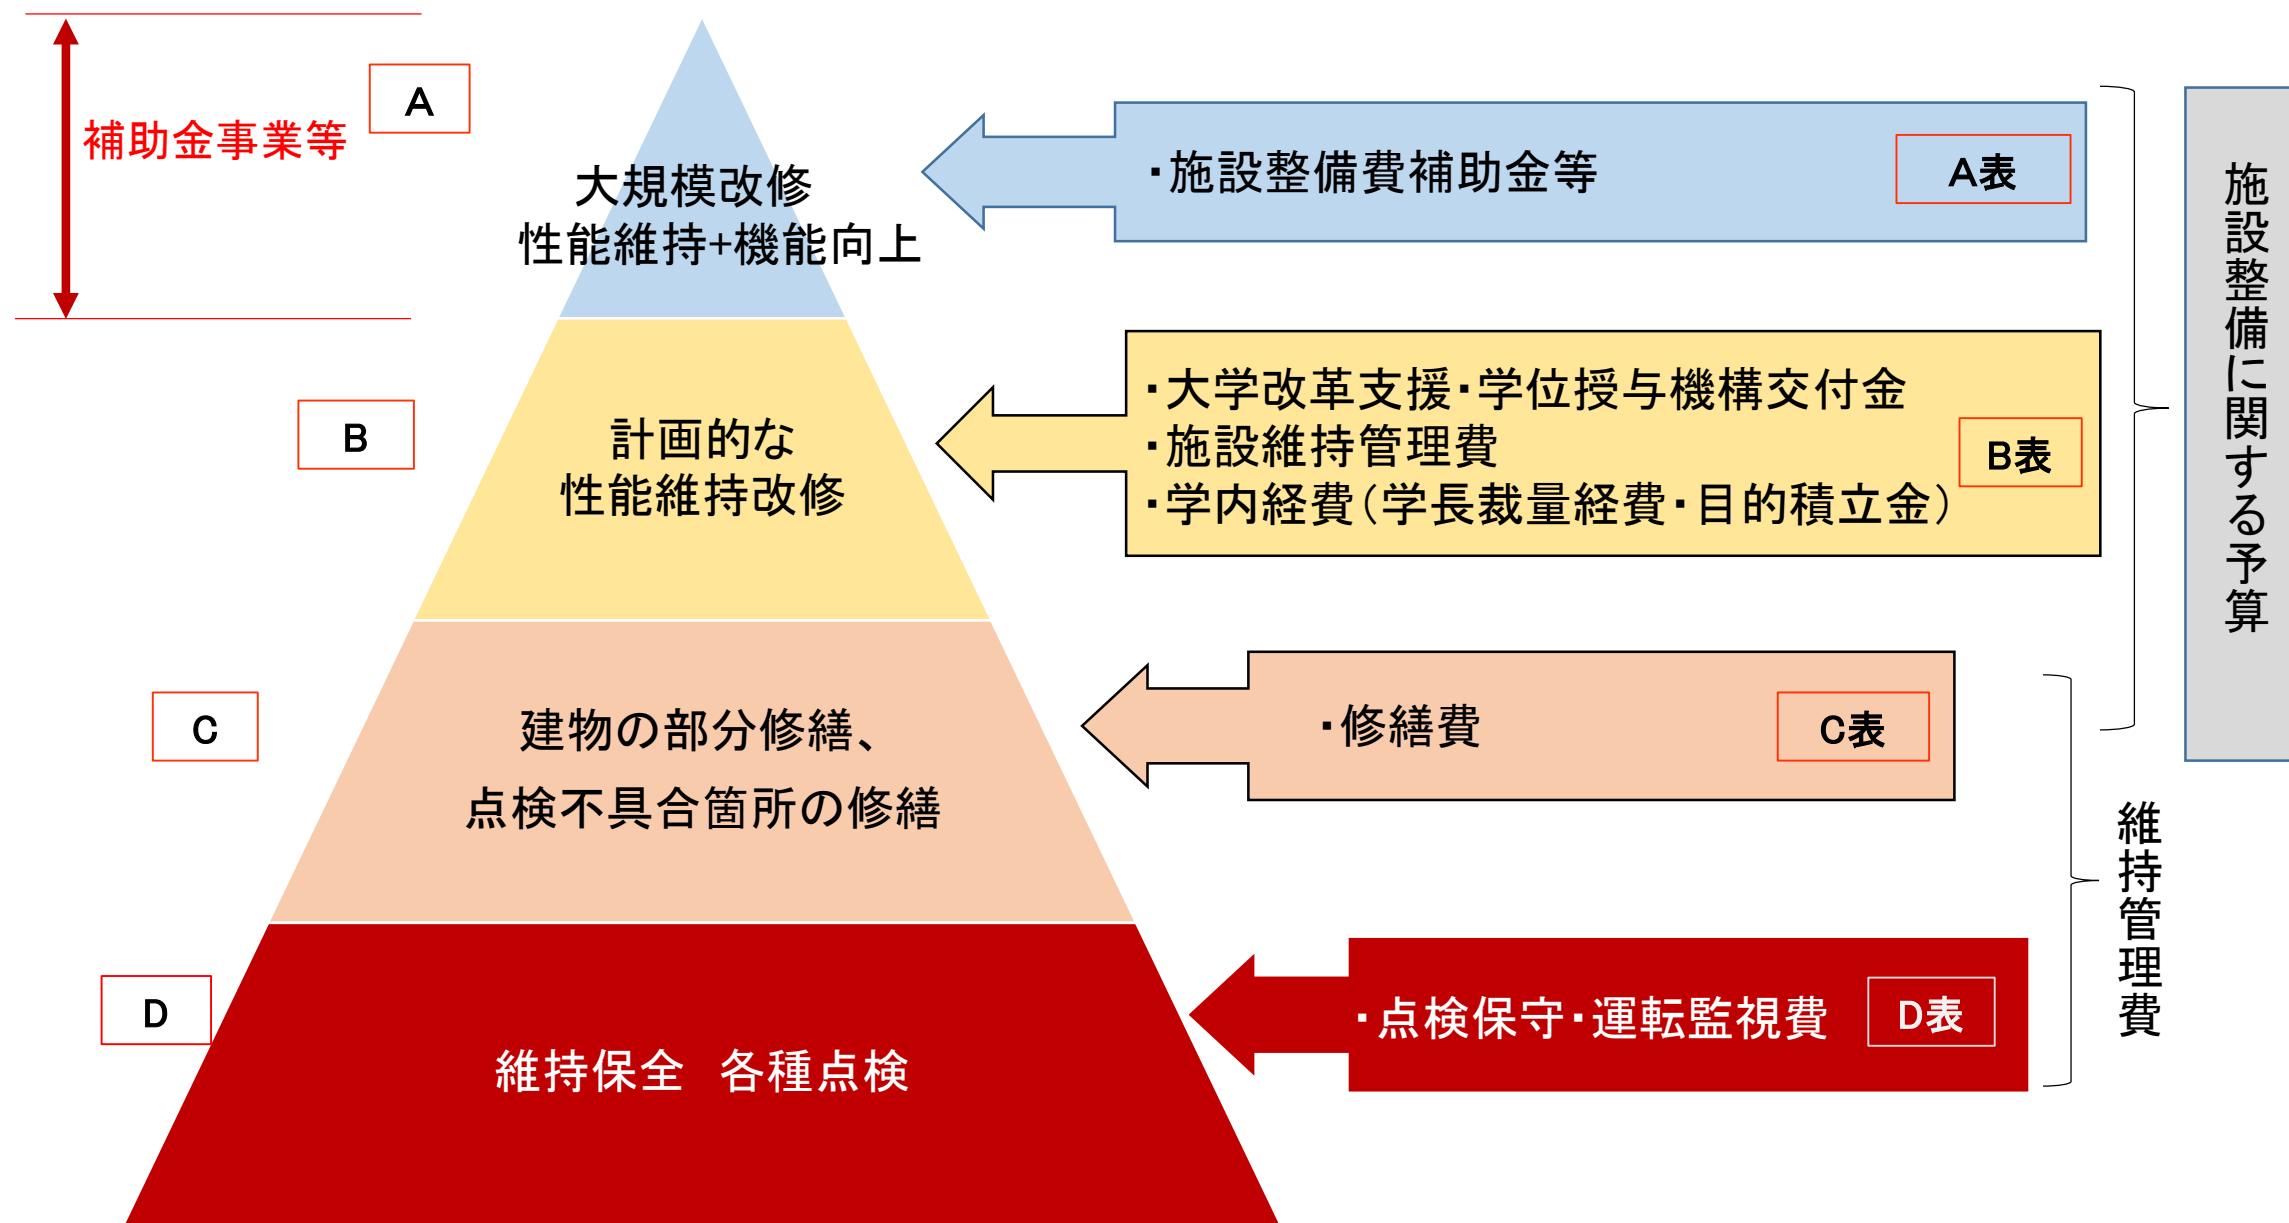 A
補助金事業等
大規模改修
性能維持+機能向上
・施設整備費補助金等
A表
B
計画的な
性能維持改修
・大学改革支援・学位授与機構交付金
・施設維持管理費
・学内経費（学長裁量経費・目的積立金）
B表
C
建物の部分修繕、
点検不具合箇所の修繕
・修繕費
C表
D
維持保全　各種点検
・点検保守・運転監視費
D表
施設整備に関する予算
維持管理費